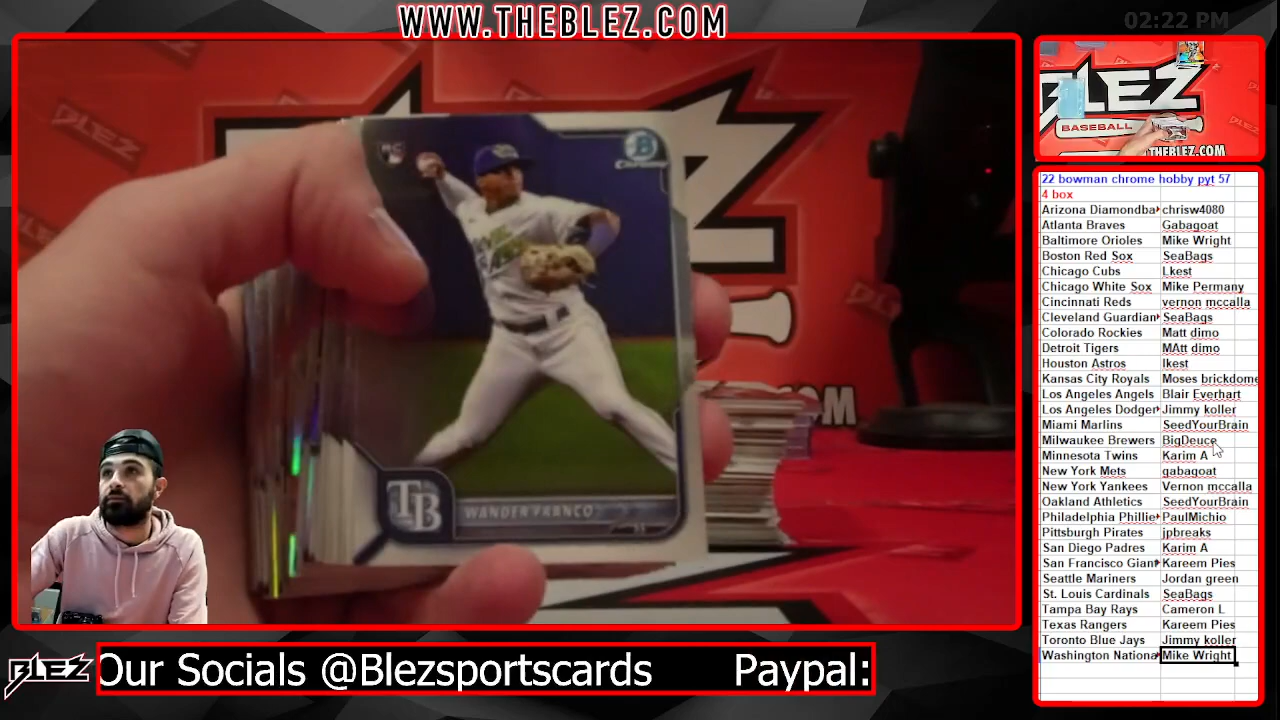 WWW.THEBLEZ.COM
02:22 PM
BLEZ
BASEBALL
THEBLEZ.COM
22 bowman chrome hobby pyt 57
4 box
Arizona Diamondba chrisw4080
Atlanta Braves Gabagoat
Baltimore Orioles Mike Wright
Boston Red Sox SeaBags
Chicago Cubs Lkest
Chicago White Sox Mike Permany
Cincinnati Reds vernon mccalla
Cleveland Guardian SeaBags
Colorado Rockies Matt dimo
Detroit Tigers MAtt dimo
Houston Astros lkest
Kansas City Royals Moses brickdome
Los Angeles Angels Blair Everhart
Los Angeles Dodger Jimmy koller
Miami Marlins SeedYourBrain
Milwaukee Brewers BigDeuce
Minnesota Twins Karim A
New York Mets gabagoat
New York Yankees Vernon mccalla
Oakland Athletics SeedYourBrain
Philadelphia Phillie PaulMichio
Pittsburgh Pirates jpbreaks
San Diego Padres Karim A
San Francisco Giant Kareem Pies
Seattle Mariners Jordan green
St. Louis Cardinals SeaBags
Tampa Bay Rays Cameron L
Texas Rangers Kareem Pies
Toronto Blue Jays Jimmy koller
Washington Nationa Mike Wright
BLEZ
RC
B
Chrome
TB
WANDER FRANCO
SS
OM
BLEZ
Our Socials @Blezsportscards Paypal: